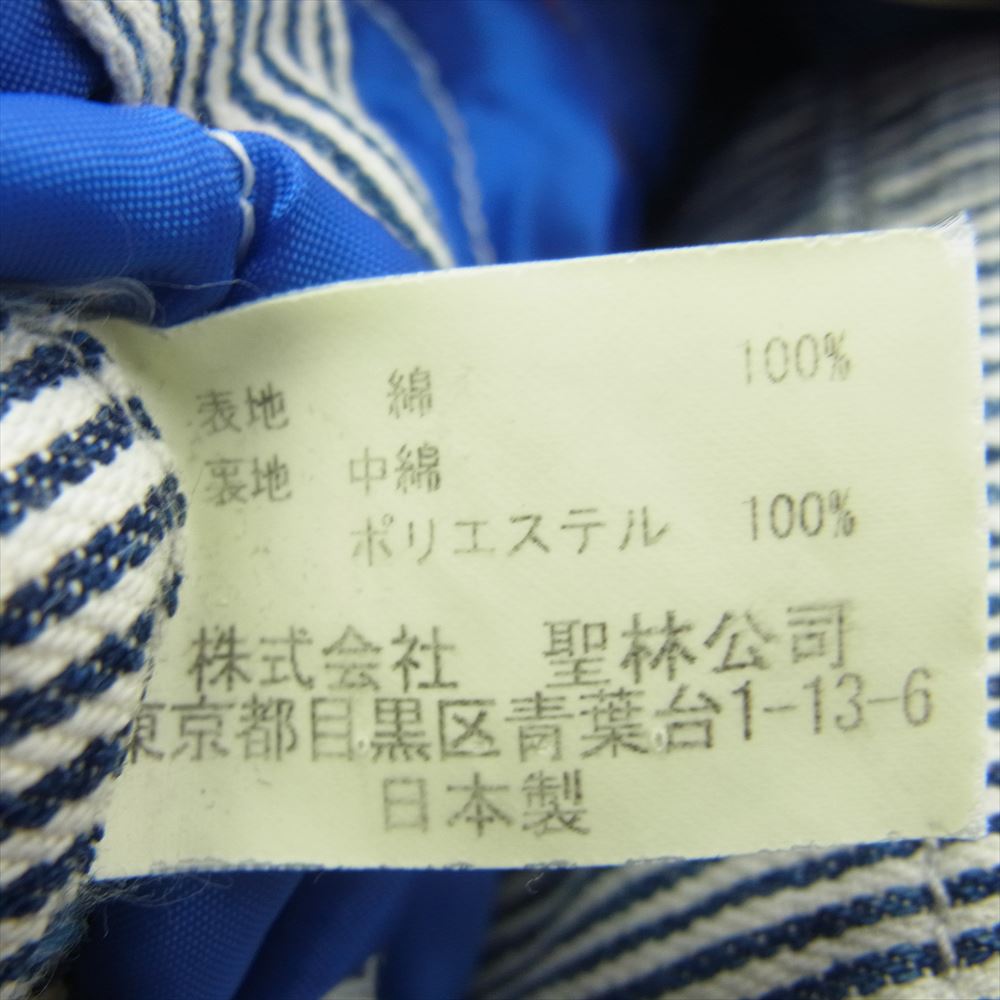 表地 綿 100%
裏地 中綿
ポリエステル 100%
株式会社 聖林公司
東京都目黒区青葉台1-13-6
日本製